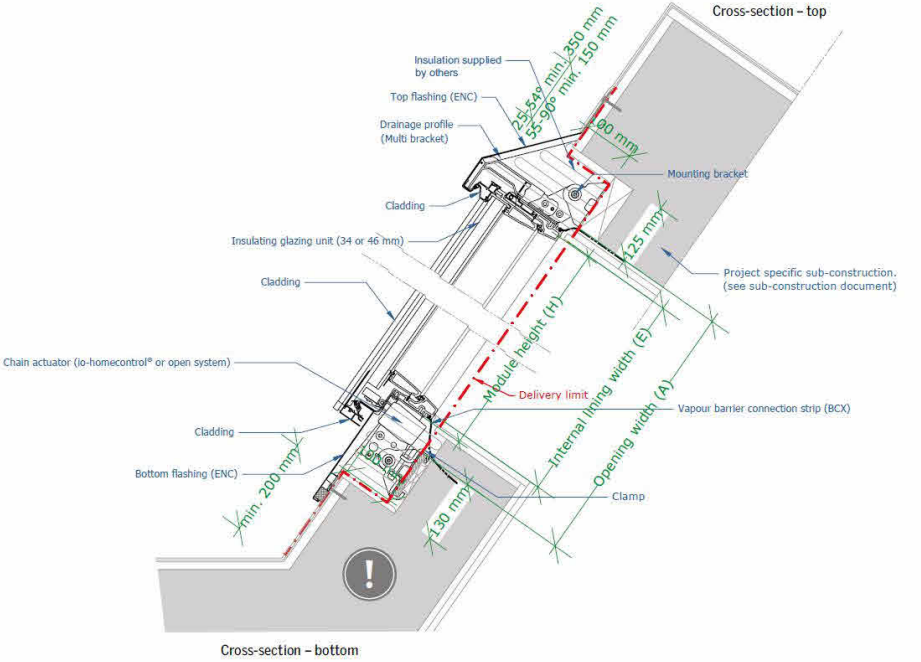 Cross-section – top
25-54° min. 350 mm
55-90° min. 150 mm
Insulation supplied
by others
Top flashing (ENC)
Drainage profile
(Multi bracket)
00 mm
Mounting bracket
Cladding
125 mm
Insulating glazing unit (34 or 46 mm)
Project specific sub-construction.
(see sub-construction document)
Cladding
Module height (H)
Internal lining width (E)
Opening width (A)
Chain actuator (io-homecontrol® or open system)
Delivery limit
Vapour barrier connection strip (BCX)
Cladding
Bottom flashing (ENC)
min. 200 mm
130 mm
Clamp
!
Cross-section – bottom